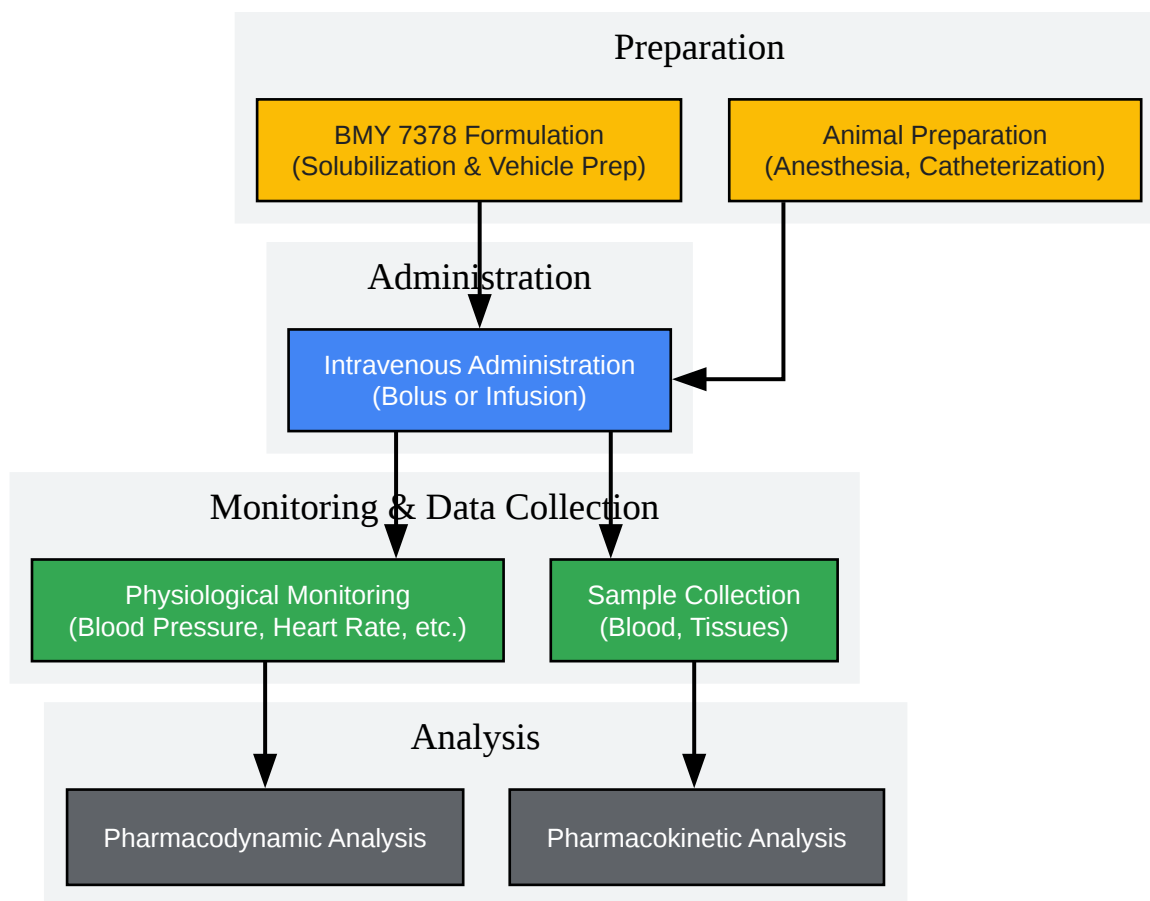 Preparation
BMY 7378 Formulation
(Solubilization & Vehicle Prep)
Animal Preparation
(Anesthesia, Catheterization)
Administration
Intravenous Administration
(Bolus or Infusion)
Monitoring & Data Collection
Physiological Monitoring
(Blood Pressure, Heart Rate, etc.)
Sample Collection
(Blood, Tissues)
Analysis
Pharmacodynamic Analysis
Pharmacokinetic Analysis